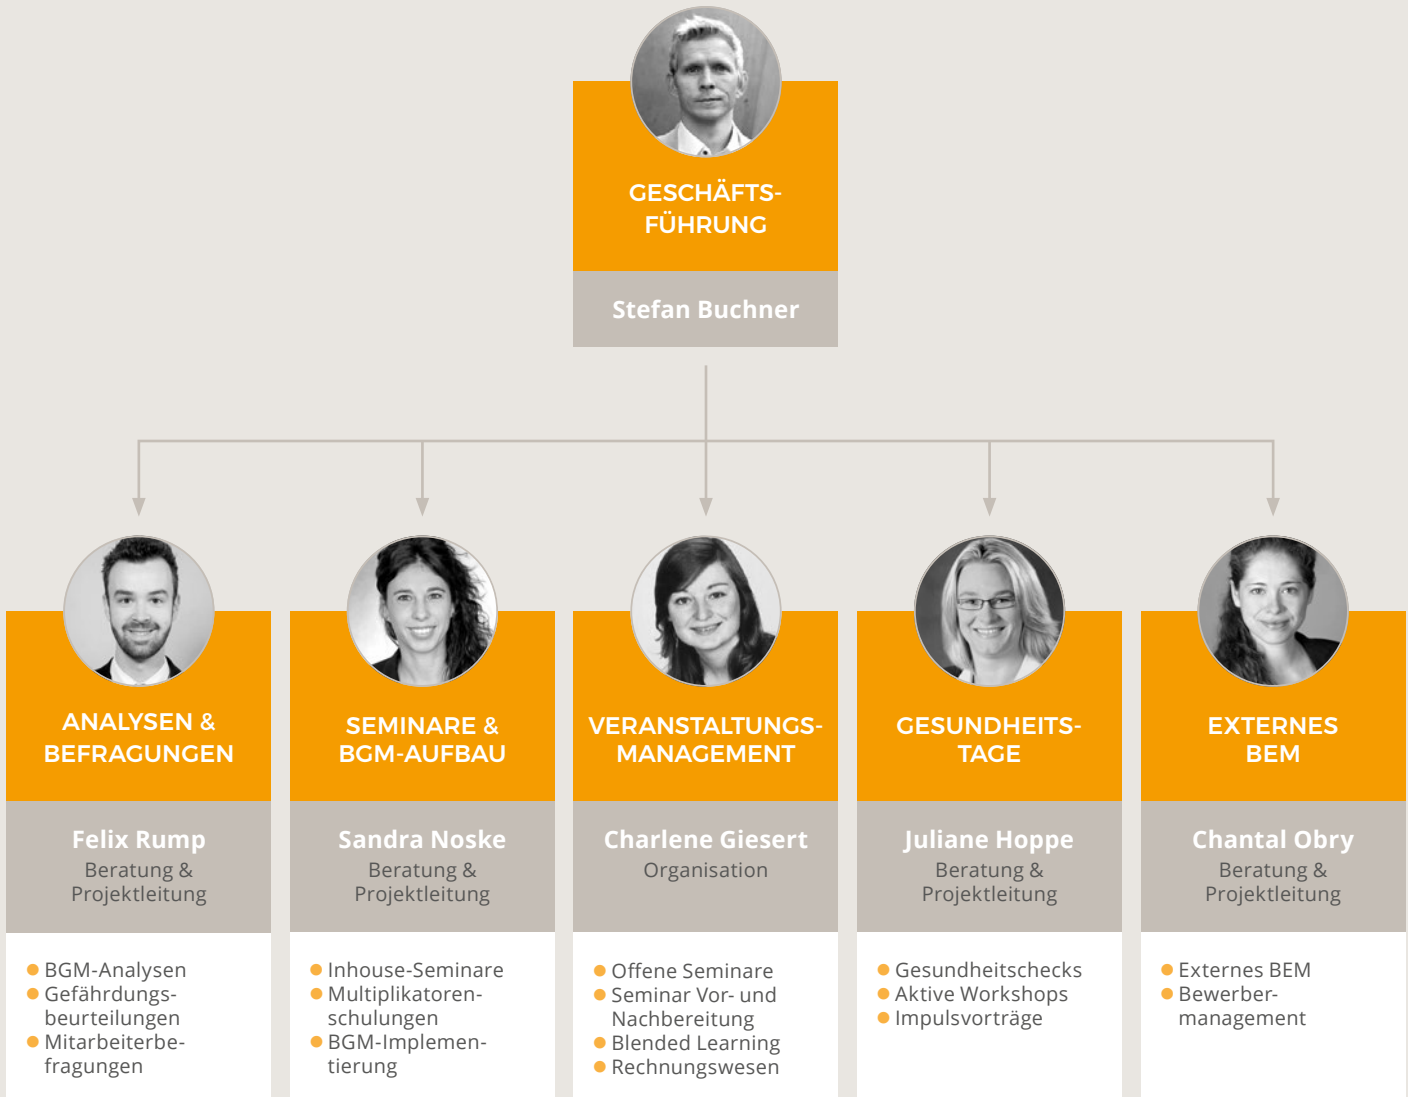 GESCHÄFTS-
FÜHRUNG
Stefan Buchner
ANALYSEN &
BEFRAGUNGEN
Felix Rump
Beratung &
Projektleitung
BGM-Analysen
Gefährdungs-
beurteilungen
Mitarbeiterbe-
fragungen
SEMINARE &
BGM-AUFBAU
Sandra Noske
Beratung &
Projektleitung
Inhouse-Seminare
Multiplikatoren-
schulungen
BGM-Implemen-
tierung
VERANSTALTUNGS-
MANAGEMENT
Charlene Giesert
Organisation
Offene Seminare
Seminar Vor- und
Nachbereitung
Blended Learning
Rechnungswesen
GESUNDHEITS-
TAGE
Juliane Hoppe
Beratung &
Projektleitung
Gesundheitschecks
Aktive Workshops
Impulsvorträge
EXTERNES
BEM
Chantal Obry
Beratung &
Projektleitung
Externes BEM
Bewerber-
management